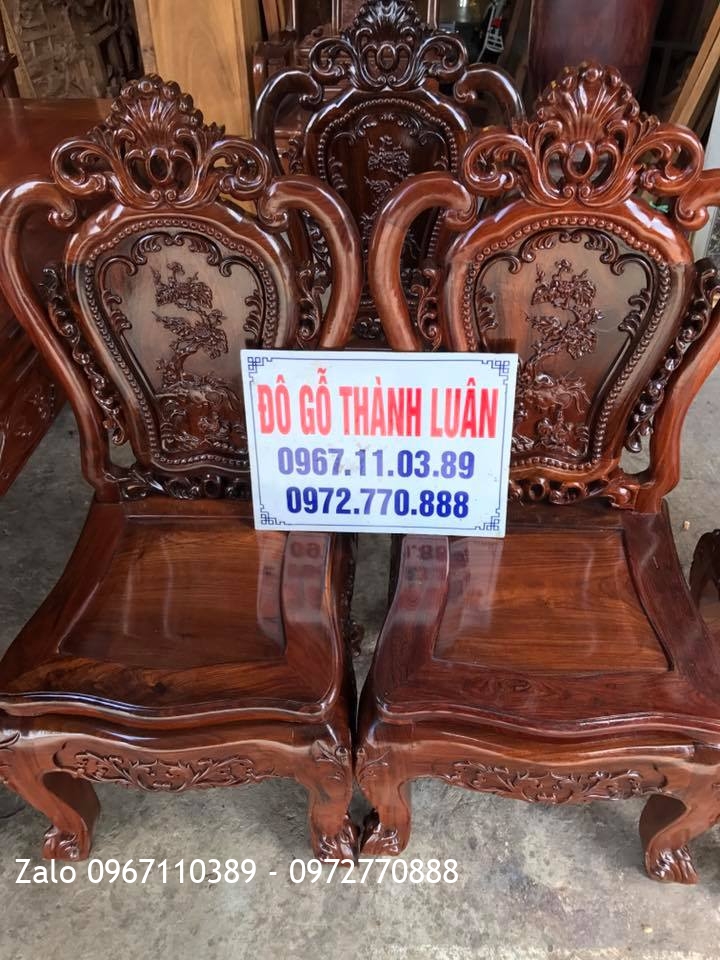 ĐÔ GỖ THÀNH LUÂN
0967.11.03.89
0972.770.888
Zalo 0967110389 - 0972770888